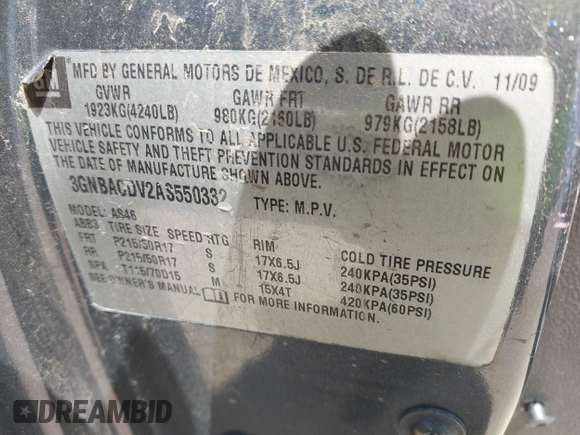 GM
MFD BY GENERAL MOTORS DE MEXICO, S. DE R.L. DE C.V. 11/09
GVWR GAWR FRT GAWR RR
1923KG(4240LB) 980KG(2160LB) 979KG(2158LB)
THIS VEHICLE CONFORMS TO ALL APPLICABLE U.S. FEDERAL MOTOR
VEHICLE SAFETY AND THEFT PREVENTION STANDARDS IN EFFECT ON
THE DATE OF MANUFACTURE SHOWN ABOVE.
3GNBACDV2AS550332 TYPE: M.P.V.
MODEL: AS46
ABB3 TIRE SIZE SPEED RTG RIM COLD TIRE PRESSURE
FRT P215/50R17 S 17X6.5J 240KPA(35PSI)
RR P215/50R17 S 17X6.5J 240KPA(35PSI)
SPA T115/70D15 M 15X4T 420KPA(60PSI)
SEE OWNER'S MANUAL FOR MORE INFORMATION.
DREAMBID